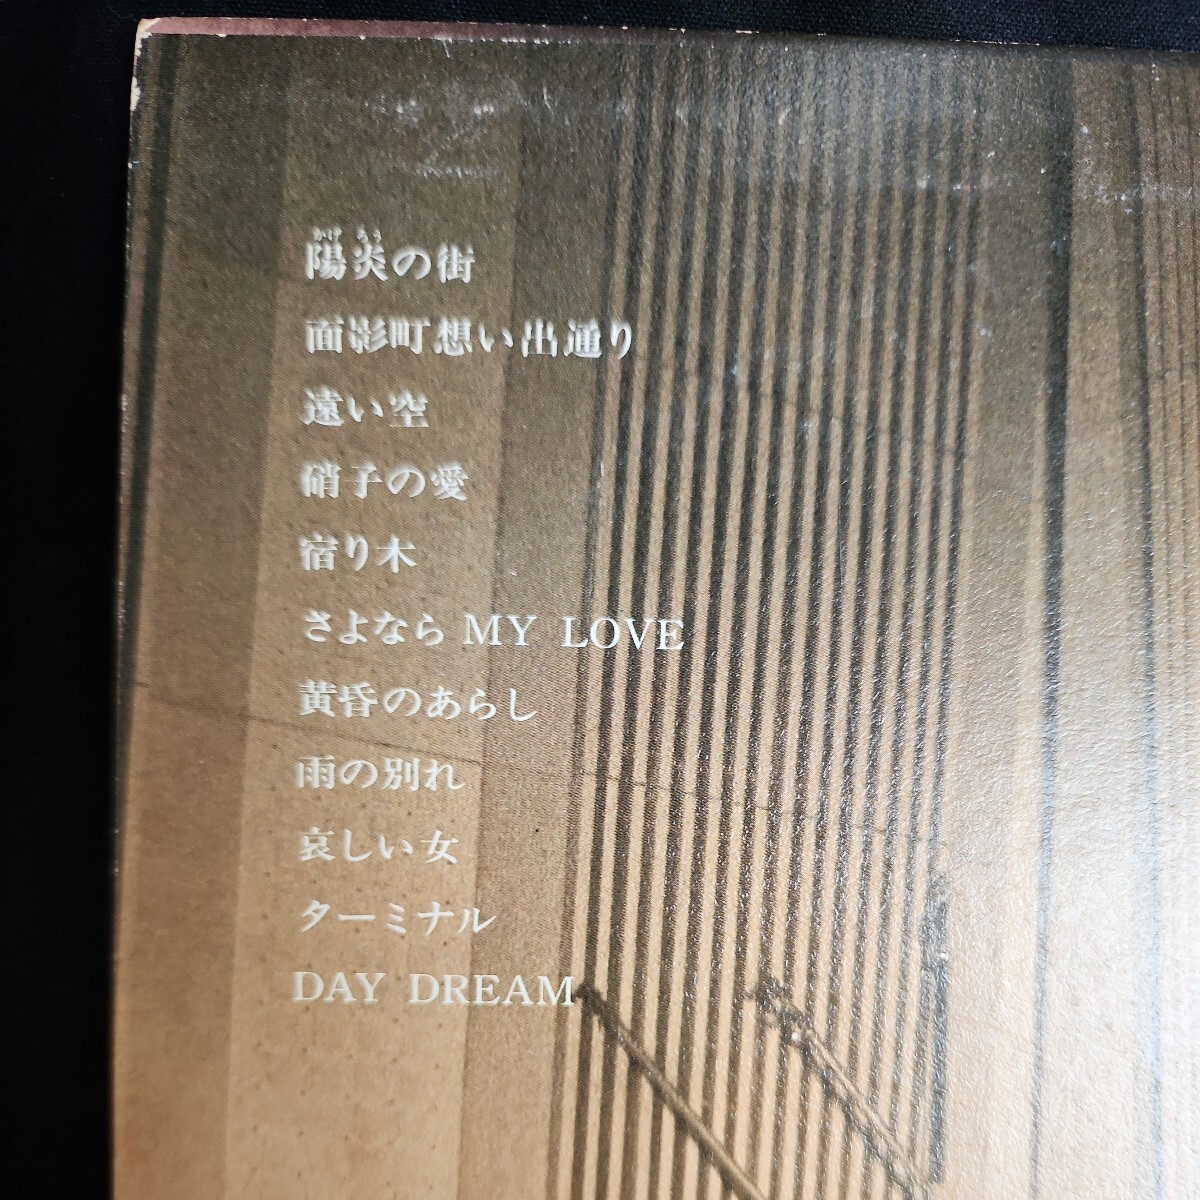 陽炎の街
面影町想い出通り
遠い空
硝子の愛
宿り木
さよなら MY LOVE
黄昏のあらし
雨の別れ
哀しい女
ターミナル
DAY DREAM